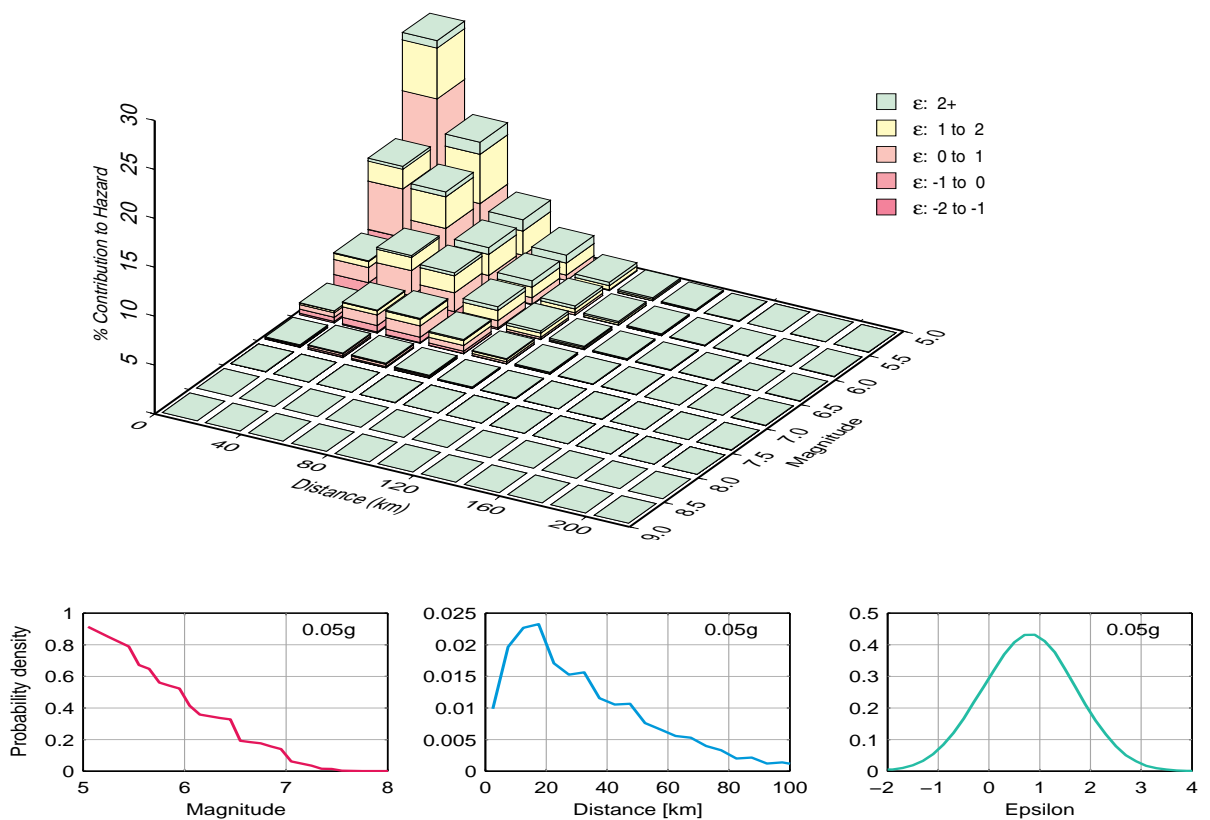 30
25
20
15
10
5
0
% Contribution to Hazard
ε: 2+
ε: 1 to 2
ε: 0 to 1
ε: -1 to 0
ε: -2 to -1
40
80
120
160
200
Distance (km)
5.0
5.5
6.0
6.5
7.0
7.5
8.0
8.5
9.0
Magnitude
1
0.8
0.6
0.4
0.2
0
Probability density
0.05g
5 6 7 8
Magnitude
0.025
0.02
0.015
0.01
0.005
0
0.05g
0 20 40 60 80 100
Distance [km]
0.5
0.4
0.3
0.2
0.1
0
0.05g
−2 −1 0 1 2 3 4
Epsilon